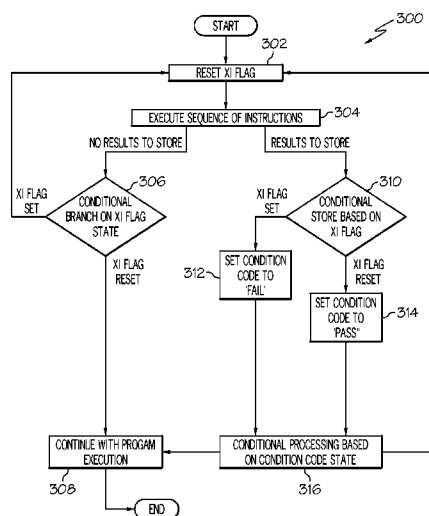 300
START
302
RESET XI FLAG
EXECUTE SEQUENCE OF INSTRUCTIONS
304
NO RESULTS TO STORE
RESULTS TO STORE
306
CONDITIONAL
BRANCH ON XI FLAG
STATE
XI FLAG
SET
XI FLAG
RESET
310
CONDITIONAL
STORE BASED ON
XI FLAG
XI FLAG
SET
XI FLAG
RESET
312
SET CONDITION
CODE TO
'FAIL'
SET CONDITION
CODE TO
'PASS"
314
CONTINUE WITH PROGAM
EXECUTION
308
CONDITIONAL PROCESSING BASED
ON CONDITION CODE STATE
316
END